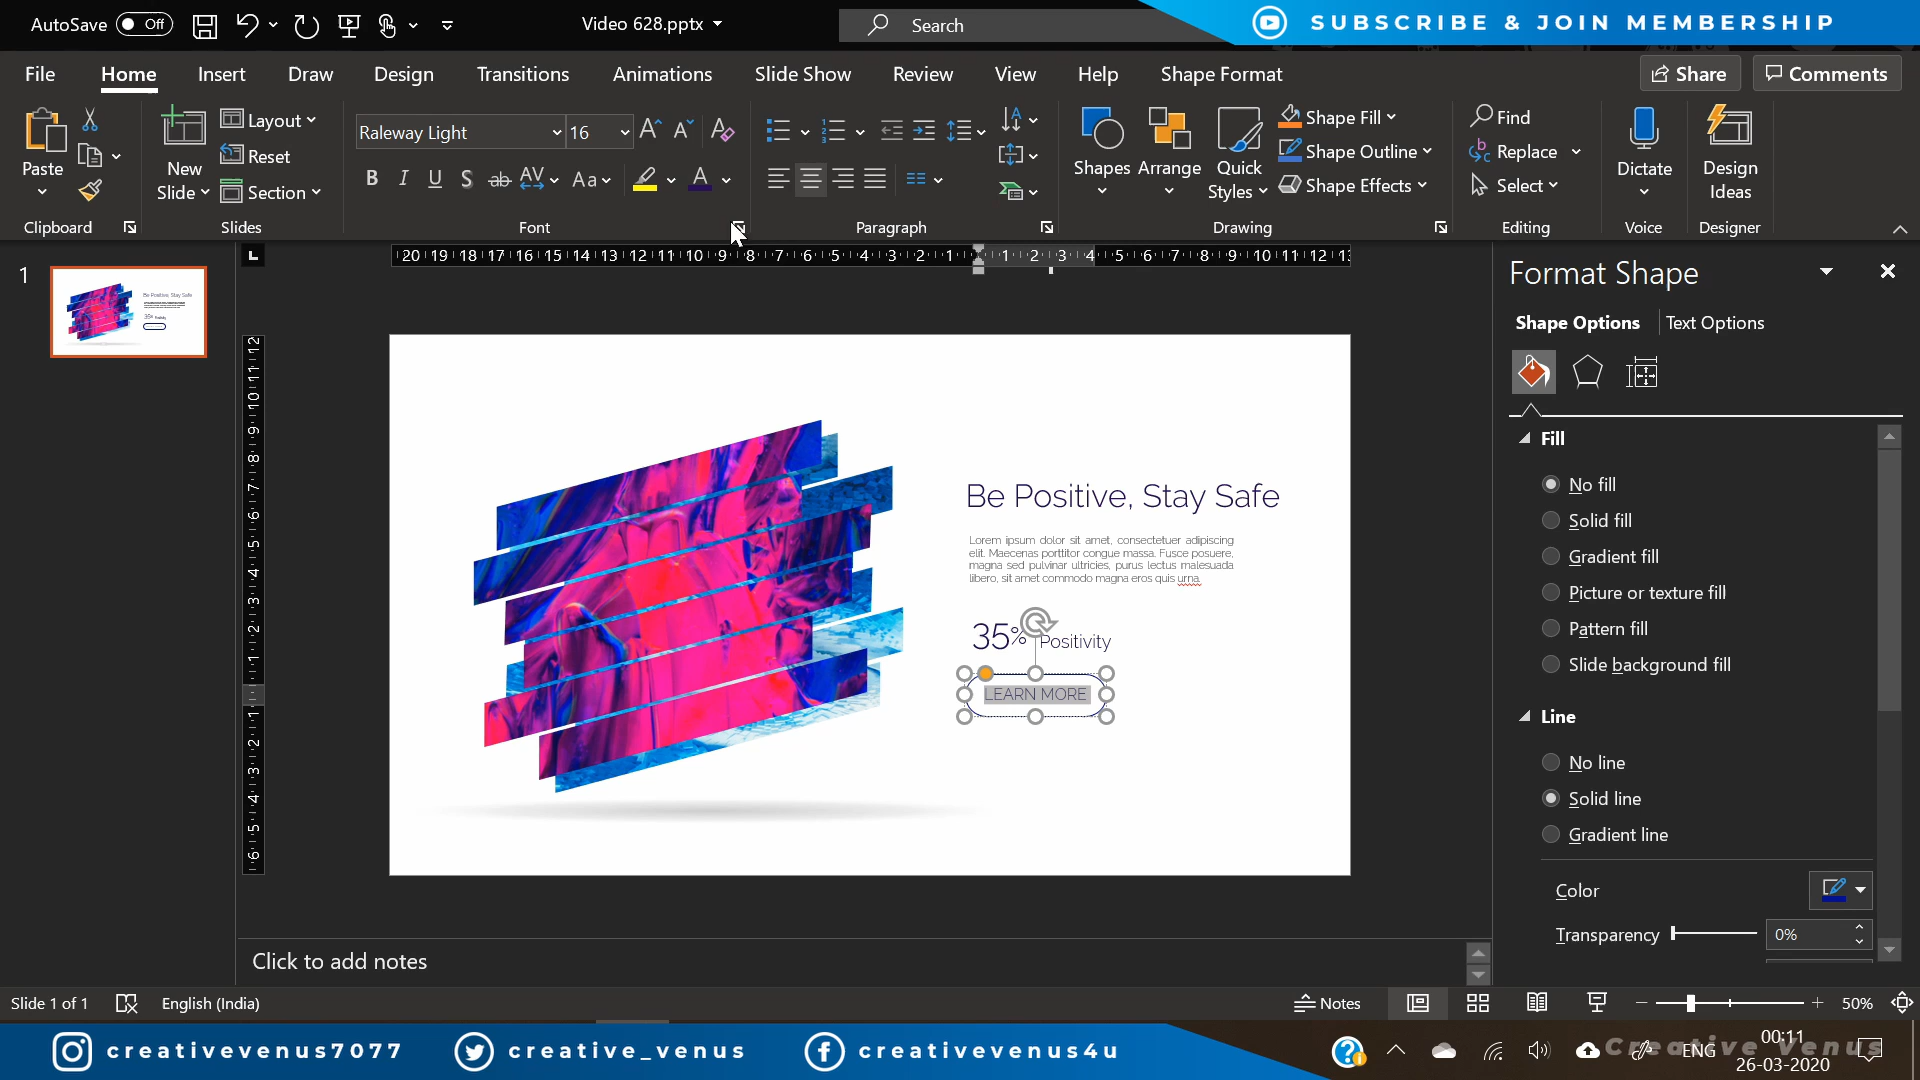 AutoSave Off
Video 628.pptx
Search
SUBSCRIBE & JOIN MEMBERSHIP
File Home Insert Draw Design Transitions Animations Slide Show Review View Help Shape Format
Share Comments
Paste
New Slide
Layout
Reset
Section
Raleway Light 16
Shapes Arrange Quick Styles
Shape Fill
Shape Outline
Shape Effects
Find
Replace
Select
Dictate
Design Ideas
Clipboard Slides Font Paragraph Drawing Editing Voice Designer
1
Be Positive, Stay Safe
Lorem ipsum dolor sit amet, consectetuer adipiscing
elit. Maecenas porttitor congue massa. Fusce posuere,
magna sed pulvinar ultricies, purus lectus malesuada
libero, sit amet commodo magna eros quis urna.
35% Positivity
LEARN MORE
Format Shape
Shape Options Text Options
Fill
No fill
Solid fill
Gradient fill
Picture or texture fill
Pattern fill
Slide background fill
Line
No line
Solid line
Gradient line
Color
Transparency 0%
Click to add notes
Slide 1 of 1 English (India) Notes 50%
creativevenus7077 creative_venus creativevenus4u
Creative Venus
ENG
00:11
26-03-2020